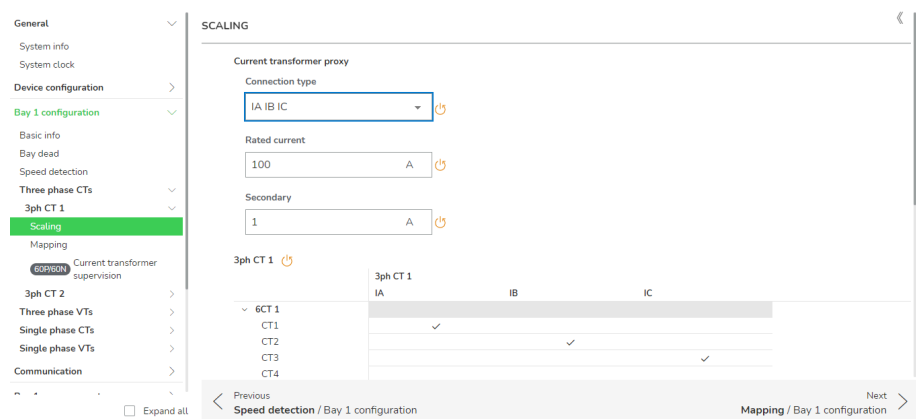 General
System info
System clock
Device configuration
Bay 1 configuration
Basic info
Bay dead
Speed detection
Three phase CTs
3ph CT 1
Scaling
Mapping
60P/60N Current transformer
supervision
3ph CT 2
Three phase VTs
Single phase CTs
Single phase VTs
Communication
Expand all
SCALING
Current transformer proxy
Connection type
IA IB IC
Rated current
100 A
Secondary
1 A
3ph CT 1
3ph CT 1
IA IB IC
6CT 1
CT1
CT2
CT3
CT4
Previous
Speed detection / Bay 1 configuration
Next
Mapping / Bay 1 configuration